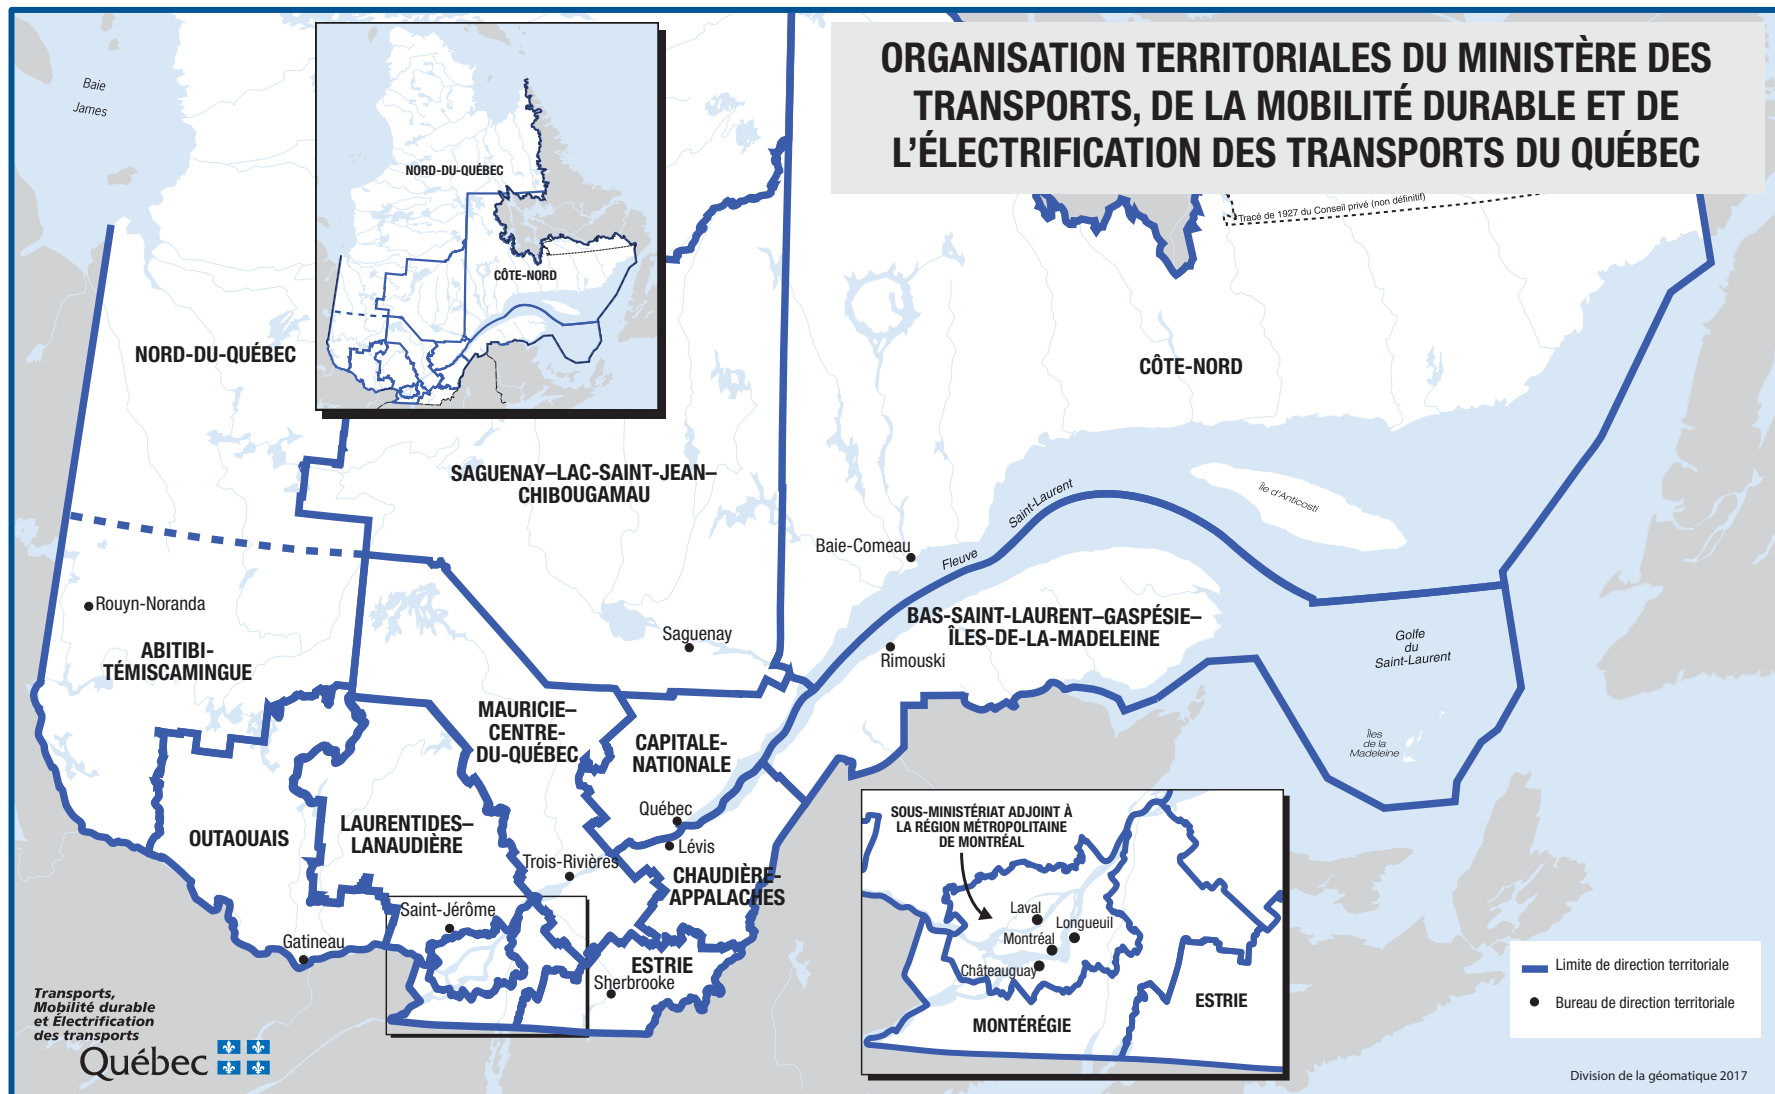 ORGANISATION TERRITORIALES DU MINISTÈRE DES
TRANSPORTS, DE LA MOBILITÉ DURABLE ET DE
L'ÉLECTRIFICATION DES TRANSPORTS DU QUÉBEC
Baie
James
NORD-DU-QUÉBEC
CÔTE-NORD
Tracé de 1927 du Conseil privé (non définitif)
NORD-DU-QUÉBEC
CÔTE-NORD
SAGUENAY–LAC-SAINT-JEAN–
CHIBOUGAMAU
Île d'Anticosti
Fleuve
Saint-Laurent
Baie-Comeau
Rouyn-Noranda
ABITIBI-
TÉMISCAMINGUE
Saguenay
BAS-SAINT-LAURENT–GASPÉSIE–
ÎLES-DE-LA-MADELEINE
Rimouski
Golfe
du
Saint-Laurent
Îles
de la
Madeleine
MAURICIE–
CENTRE-
DU-QUÉBEC
CAPITALE-
NATIONALE
Québec
Lévis
OUTAOUAIS
LAURENTIDES–
LANAUDIÈRE
Trois-Rivières
CHAUDIÈRE-
APPALACHES
Saint-Jérôme
Gatineau
ESTRIE
Sherbrooke
SOUS-MINISTÉRIAT ADJOINT À
LA RÉGION MÉTROPOLITAINE
DE MONTRÉAL
Laval
Longueuil
Montréal
Châteauguay
ESTRIE
MONTÉRÉGIE
Limite de direction territoriale
Bureau de direction territoriale
Transports,
Mobilité durable
et Électrification
des transports
Québec
Division de la géomatique 2017